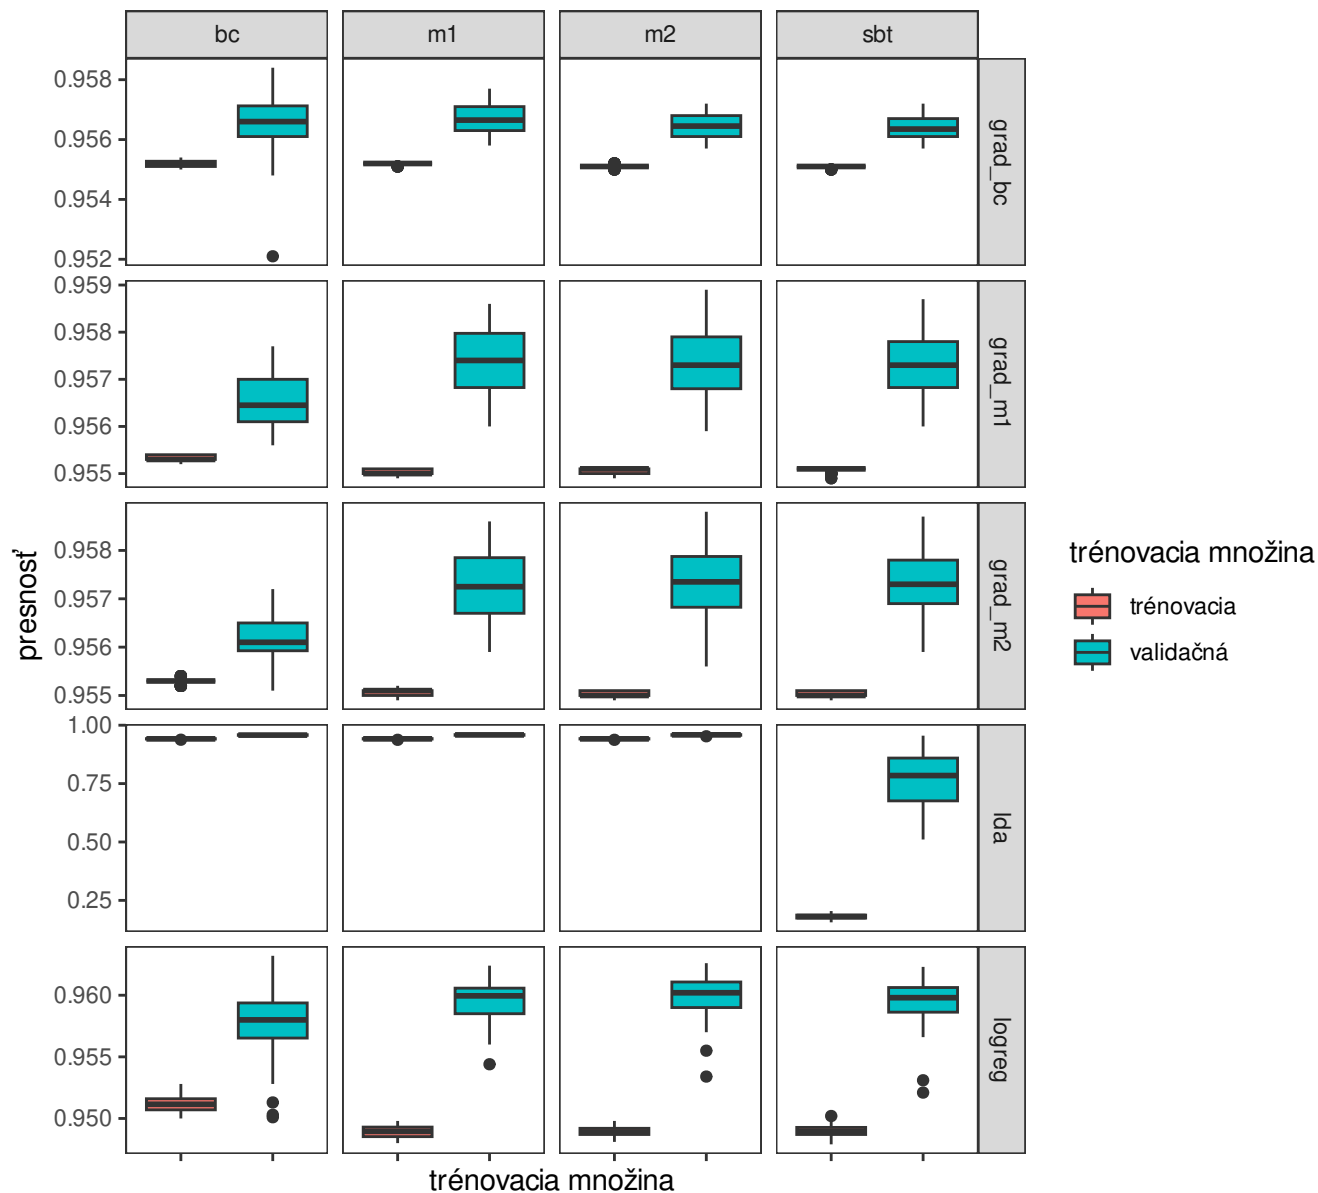 bc m1 m2 sbt
0.958
0.956
0.954
0.952
grad_bc
0.959
0.958
0.957
0.956
0.955
grad_m1
0.958
0.957
0.956
0.955
grad_m2
1.00
0.75
0.50
0.25
lda
0.960
0.955
0.950
logreg
presnosť
trénovacia množina
trénovacia množina
trénovacia
validačná